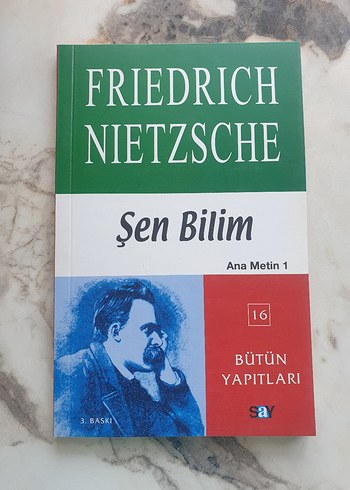 FRIEDRICH
NIETZSCHE
Şen Bilim
Ana Metin 1
16
BÜTÜN
YAPITLARI
3. BASKI
SAY